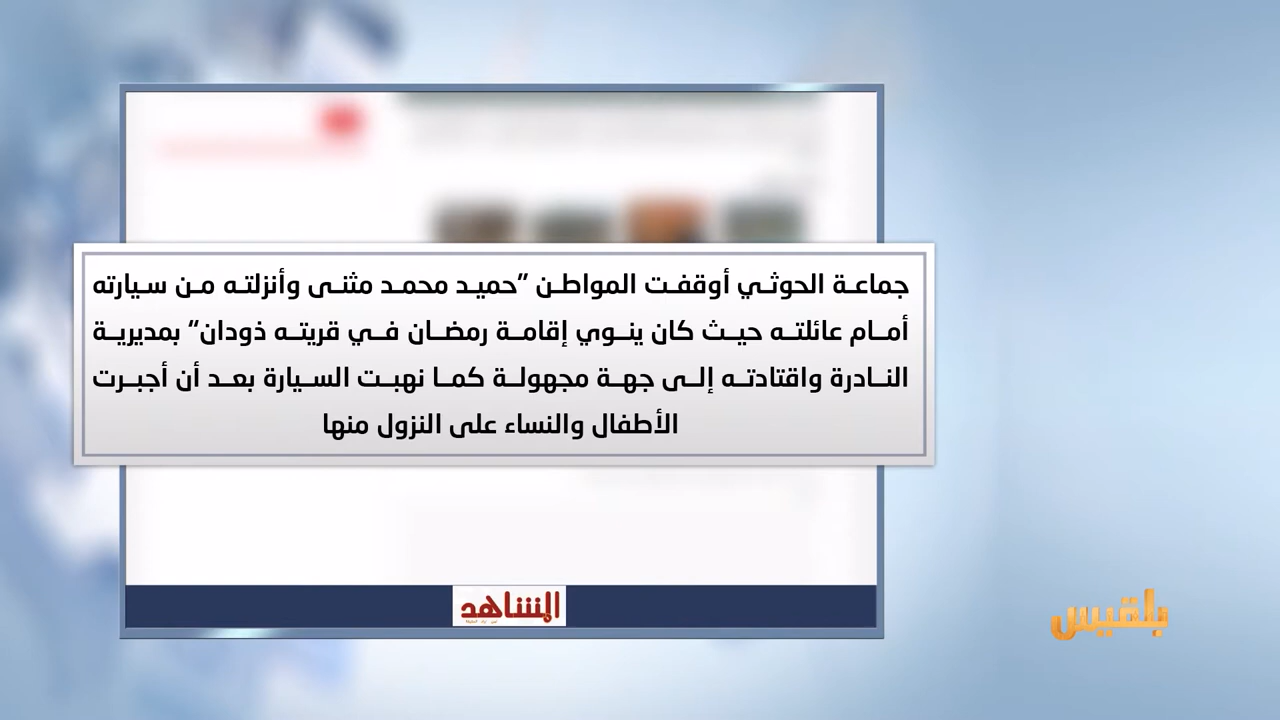 جماعة الحوثي أوقفت المواطن "حميد محمد مثنى وأنزلته من سيارته
أمام عائلته حيث كان ينوي إقامة رمضان في قريته ذودان" بمديرية
النادرة واقتادته إلى جهة مجهولة كما نهبت السيارة بعد أن أجبرت
الأطفال والنساء على النزول منها
المشاهد
بلقيس